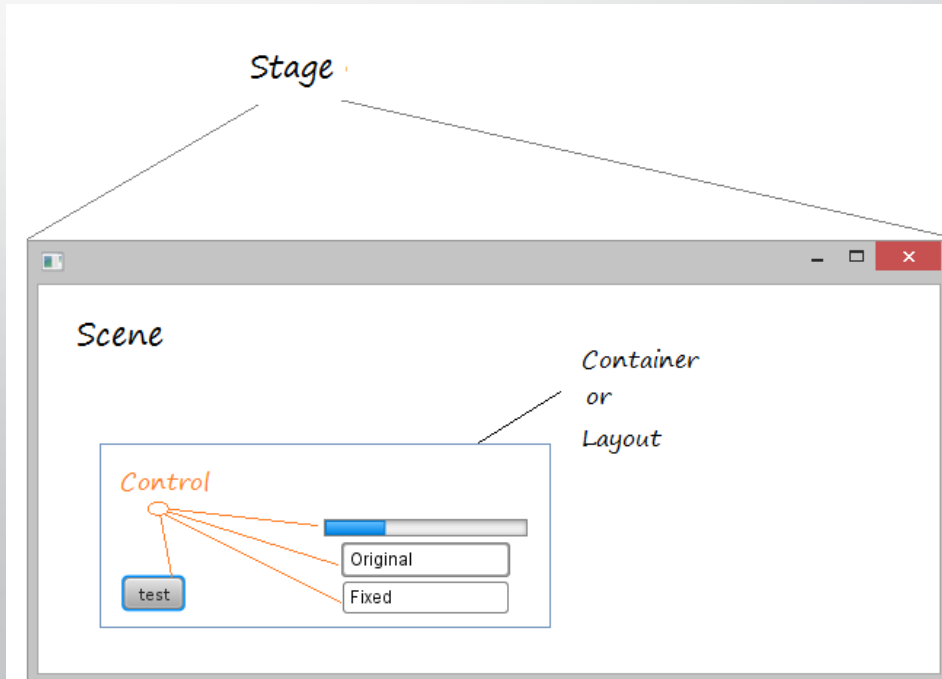 Stage
Scene
Container
or
Layout
Control
Original
test
Fixed